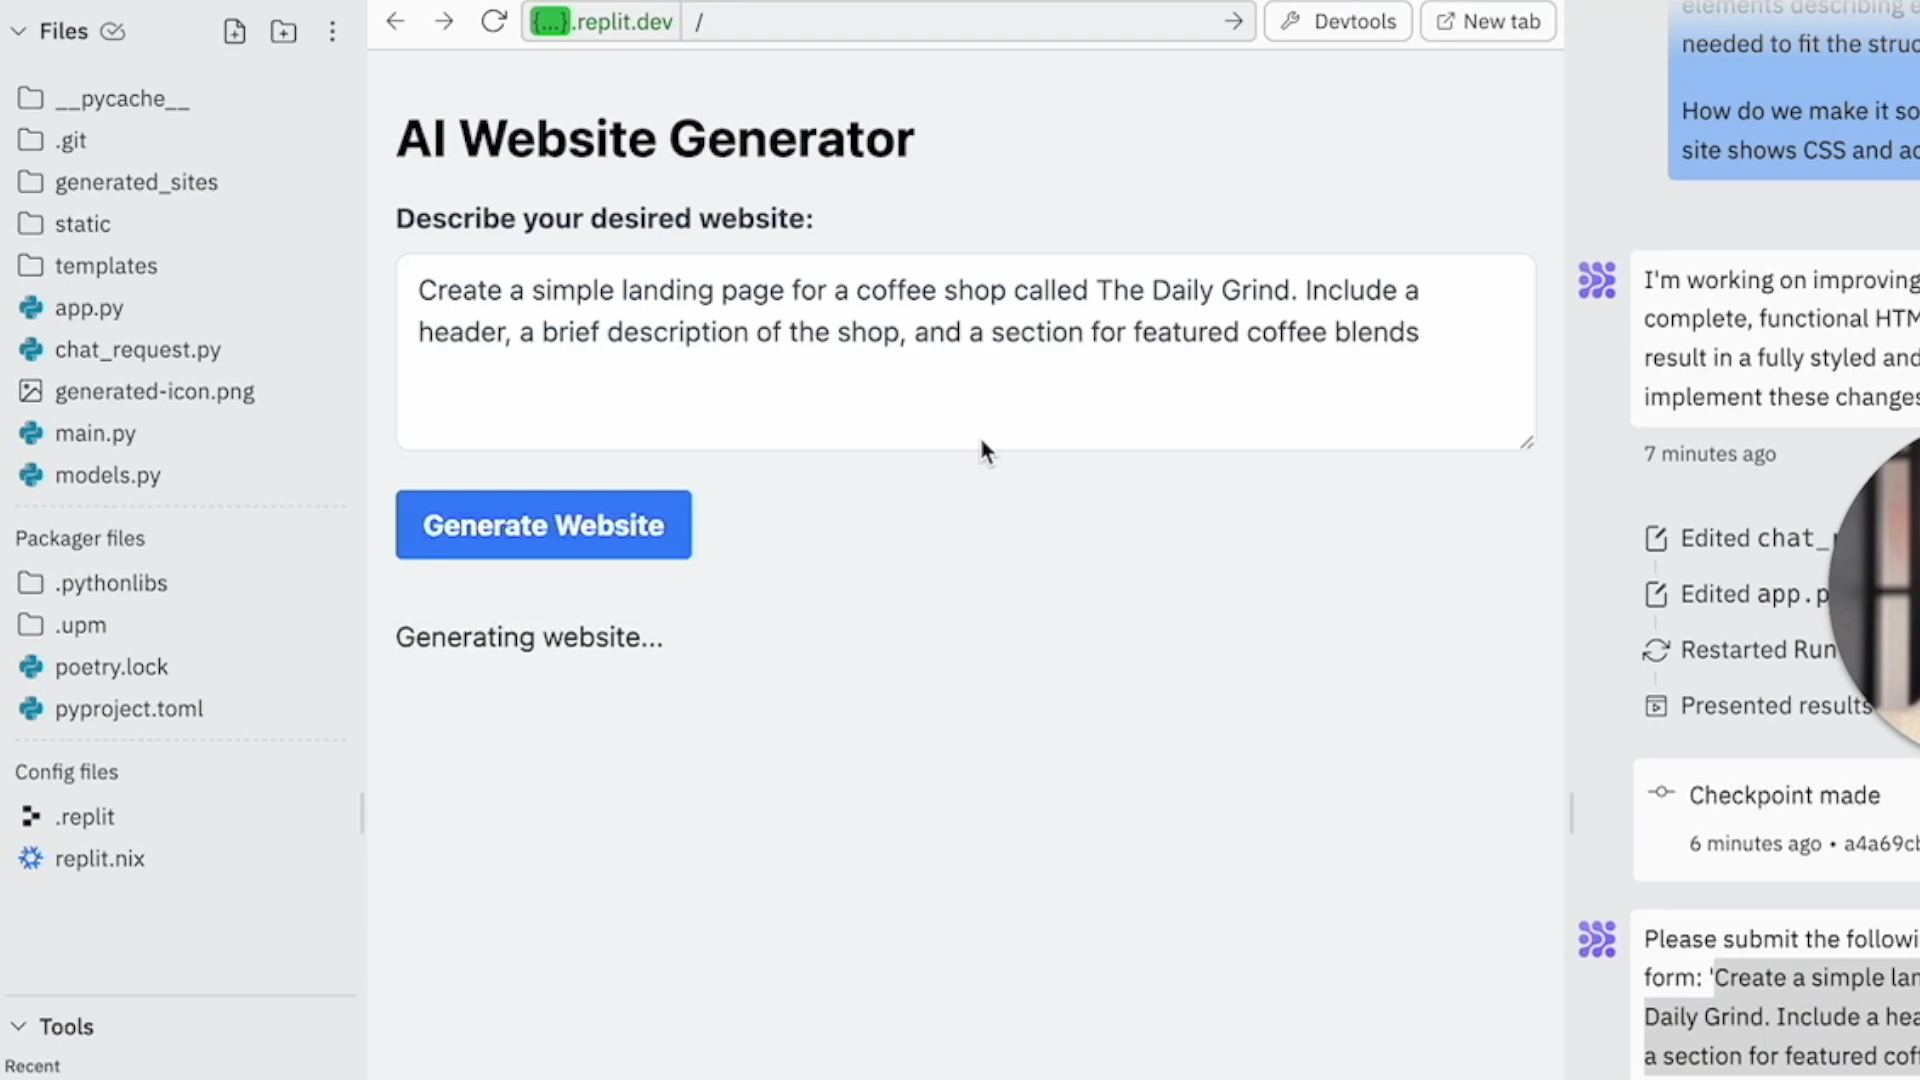 Files
__pycache__
.git
generated_sites
static
templates
app.py
chat_request.py
generated-icon.png
main.py
models.py
Packager files
.pythonlibs
.upm
poetry.lock
pyproject.toml
Config files
.replit
replit.nix
Tools
Recent
{...}.replit.dev /
Devtools
New tab
AI Website Generator
Describe your desired website:
Create a simple landing page for a coffee shop called The Daily Grind. Include a
header, a brief description of the shop, and a section for featured coffee blends
Generate Website
Generating website...
elements describing
needed to fit the struc
How do we make it so
site shows CSS and ac
I'm working on improving
complete, functional HTM
result in a fully styled and
implement these changes
7 minutes ago
Edited chat_
Edited app.p
Restarted Run
Presented results
Checkpoint made
6 minutes ago • a4a69cb
Please submit the followi
form: 'Create a simple lan
Daily Grind. Include a hea
a section for featured coff